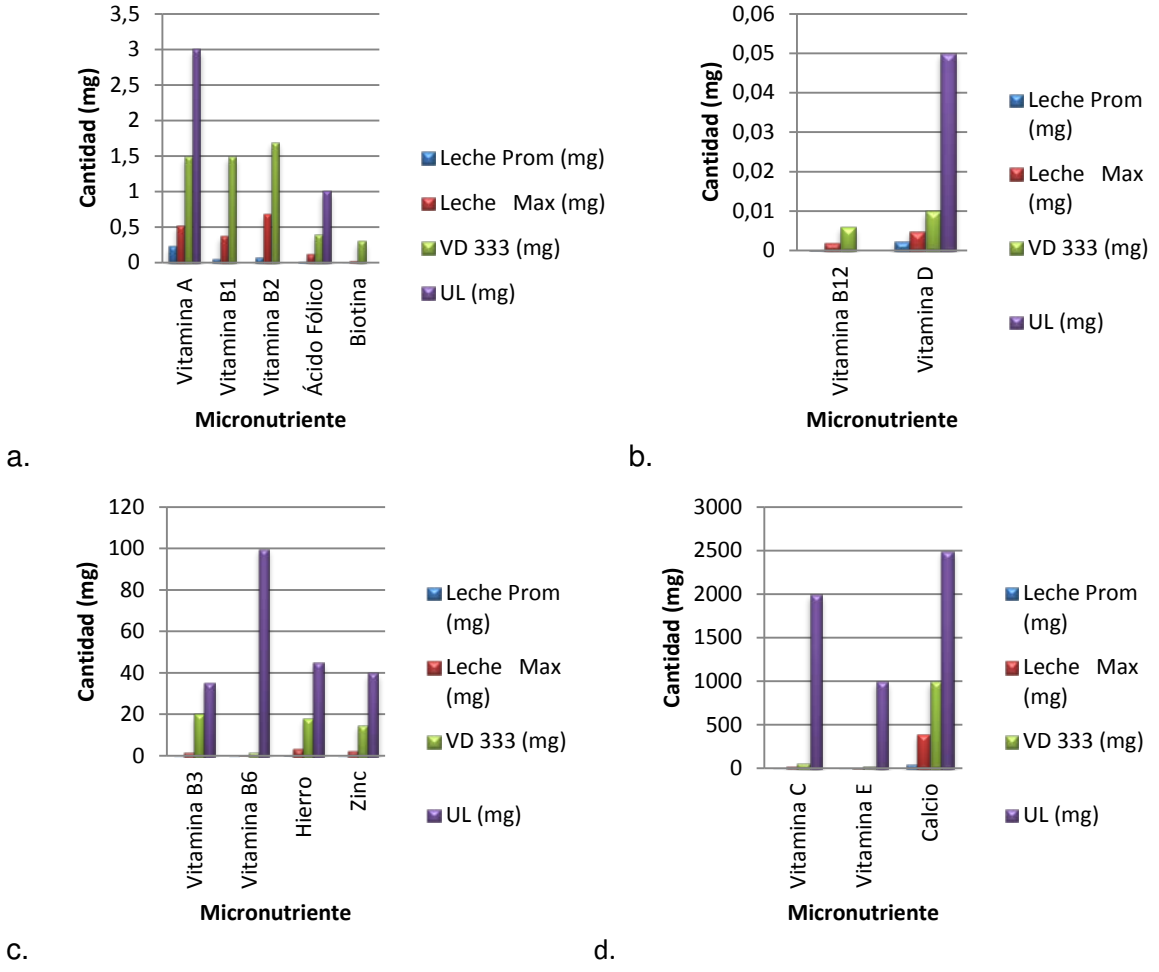 3,5
3
2,5
2
1,5
1
0,5
0
Cantidad (mg)
Vitamina A
Vitamina B1
Vitamina B2
Ácido Fólico
Biotina
Micronutriente
Leche Prom (mg)
Leche Max (mg)
VD 333 (mg)
UL (mg)
a.
0,06
0,05
0,04
0,03
0,02
0,01
0
Cantidad (mg)
Vitamina B12
Vitamina D
Micronutriente
Leche Prom
(mg)
Leche Max
(mg)
VD 333 (mg)
UL (mg)
b.
120
100
80
60
40
20
0
Cantidad (mg)
Vitamina B3
Vitamina B6
Hierro
Zinc
Micronutriente
Leche Prom
(mg)
Leche Max
(mg)
VD 333 (mg)
UL (mg)
c.
3000
2500
2000
1500
1000
500
0
Cantidad (mg)
Vitamina C
Vitamina E
Calcio
Micronutriente
Leche Prom
(mg)
Leche Max
(mg)
VD 333 (mg)
UL (mg)
d.